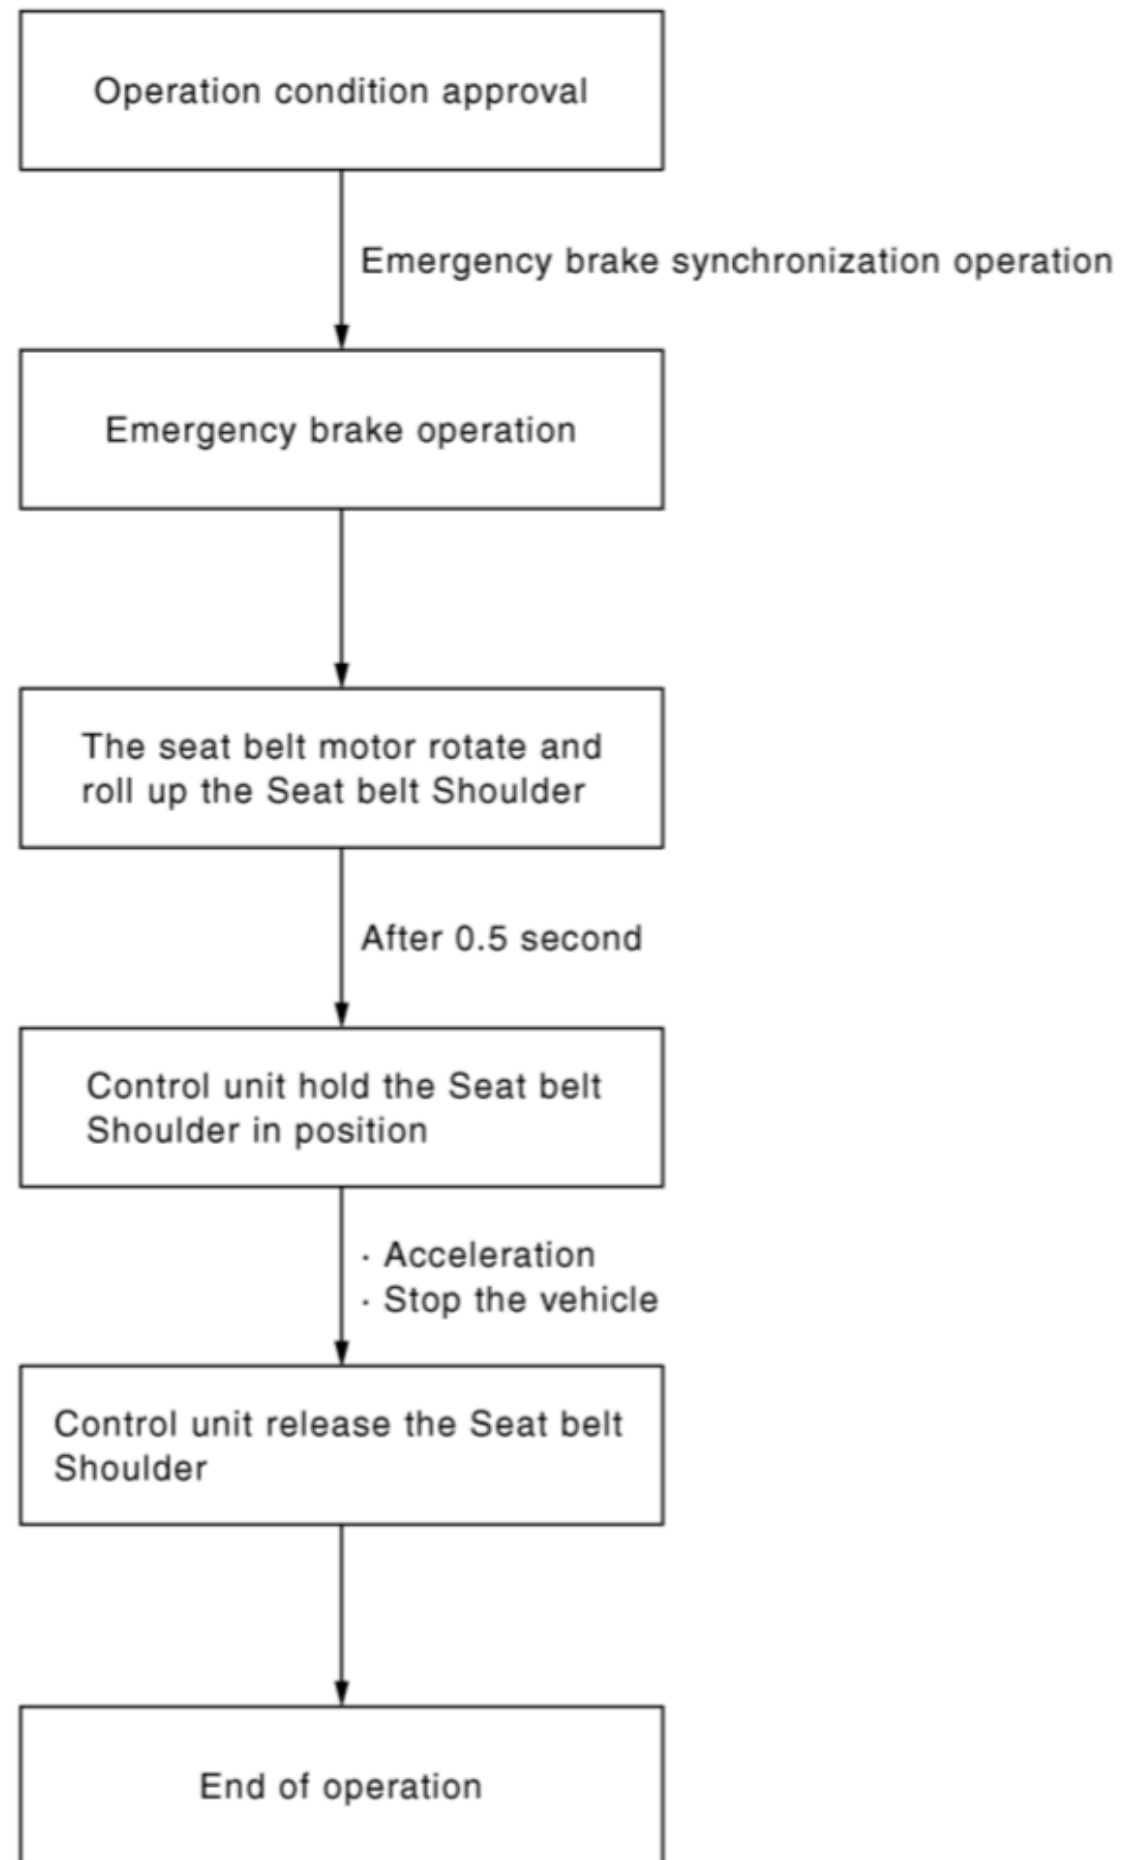 Operation condition approval
Emergency brake synchronization operation
Emergency brake operation
The seat belt motor rotate and
roll up the Seat belt Shoulder
After 0.5 second
Control unit hold the Seat belt
Shoulder in position
· Acceleration
· Stop the vehicle
Control unit release the Seat belt
Shoulder
End of operation